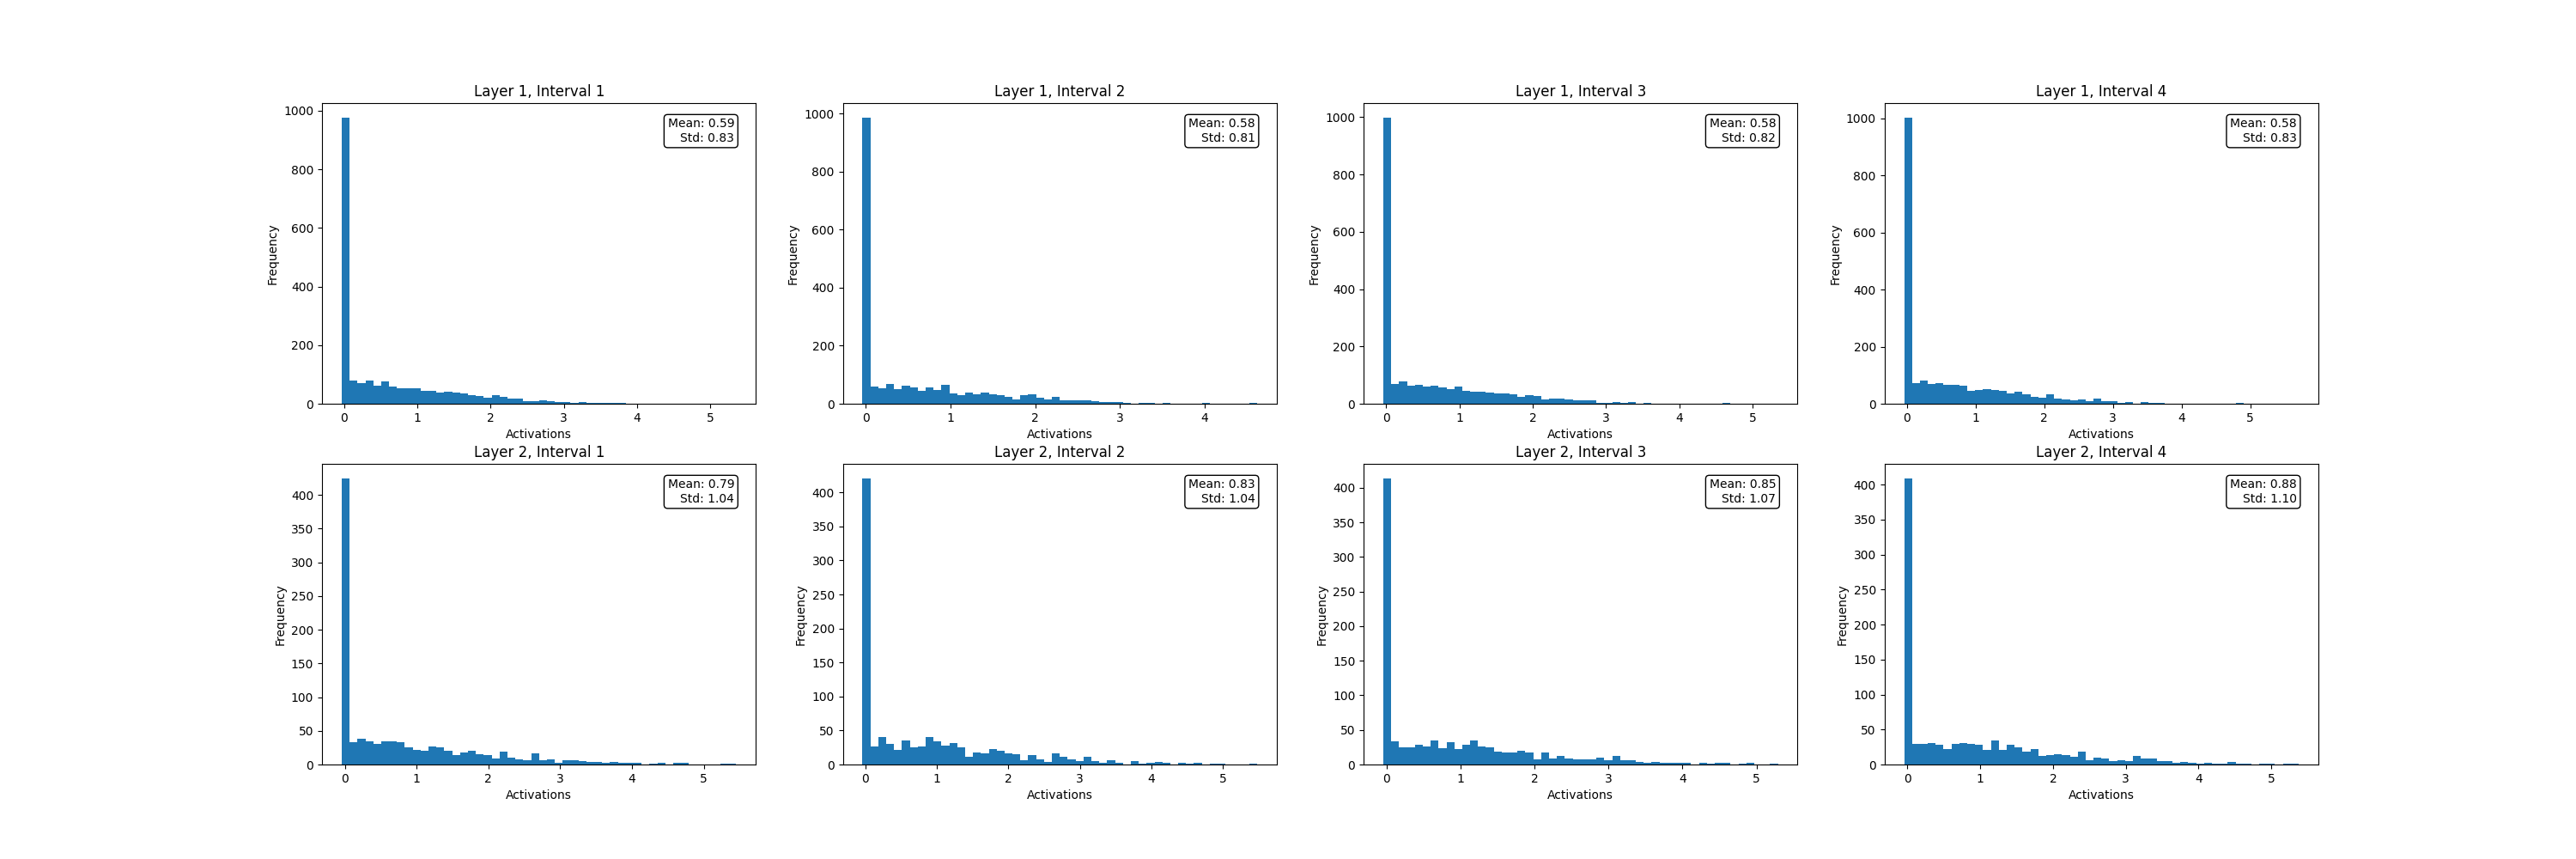 Layer 1, Interval 1
Mean: 0.59
Std: 0.83
1000
800
600
400
200
0
Frequency
0 1 2 3 4 5
Activations
Layer 1, Interval 2
Mean: 0.58
Std: 0.81
1000
800
600
400
200
0
Frequency
0 1 2 3 4
Activations
Layer 1, Interval 3
Mean: 0.58
Std: 0.82
1000
800
600
400
200
0
Frequency
0 1 2 3 4 5
Activations
Layer 1, Interval 4
Mean: 0.58
Std: 0.83
1000
800
600
400
200
0
Frequency
0 1 2 3 4 5
Activations
Layer 2, Interval 1
Mean: 0.79
Std: 1.04
400
350
300
250
200
150
100
50
0
Frequency
0 1 2 3 4 5
Activations
Layer 2, Interval 2
Mean: 0.83
Std: 1.04
400
350
300
250
200
150
100
50
0
Frequency
0 1 2 3 4 5
Activations
Layer 2, Interval 3
Mean: 0.85
Std: 1.07
400
350
300
250
200
150
100
50
0
Frequency
0 1 2 3 4 5
Activations
Layer 2, Interval 4
Mean: 0.88
Std: 1.10
400
350
300
250
200
150
100
50
0
Frequency
0 1 2 3 4 5
Activations